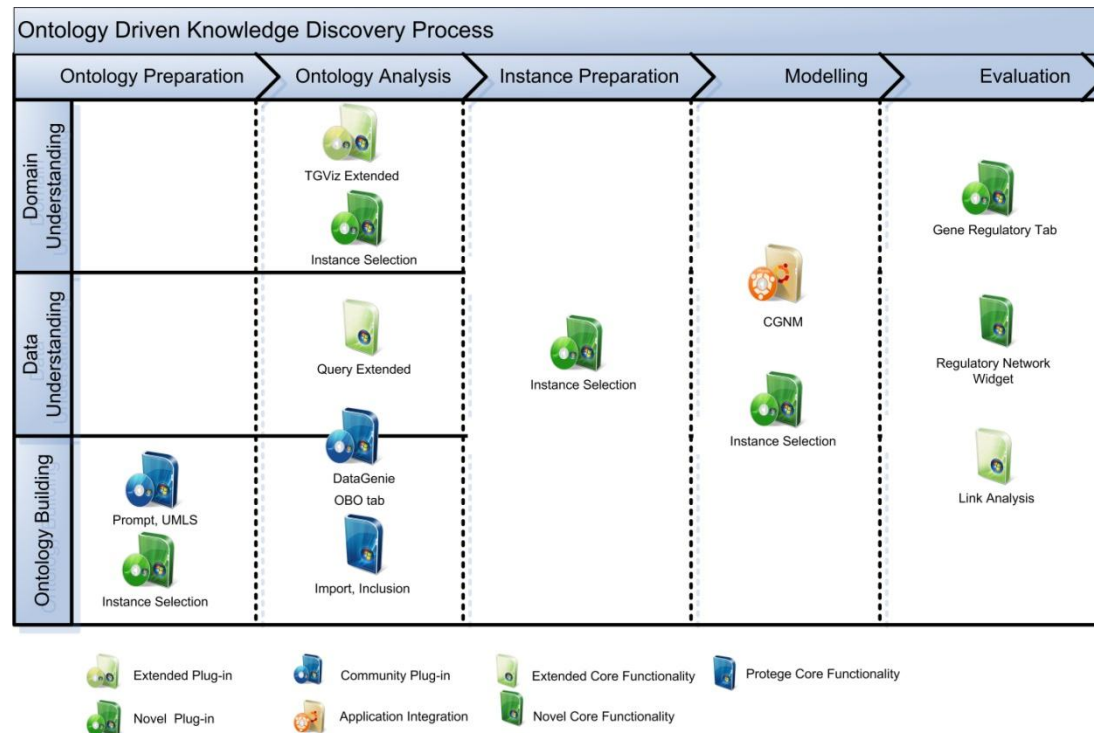 Ontology Driven Knowledge Discovery Process
Ontology Preparation
Ontology Analysis
Instance Preparation
Modelling
Evaluation
Domain
Understanding
TGViz Extended
Instance Selection
Gene Regulatory Tab
Data
Understanding
Query Extended
Instance Selection
CGNM
Instance Selection
Regulatory Network
Widget
Ontology Building
Prompt, UMLS
Instance Selection
DataGenie
OBO tab
Import, Inclusion
Link Analysis
Extended Plug-in
Community Plug-in
Extended Core Functionality
Protege Core Functionality
Novel Plug-in
Application Integration
Novel Core Functionality